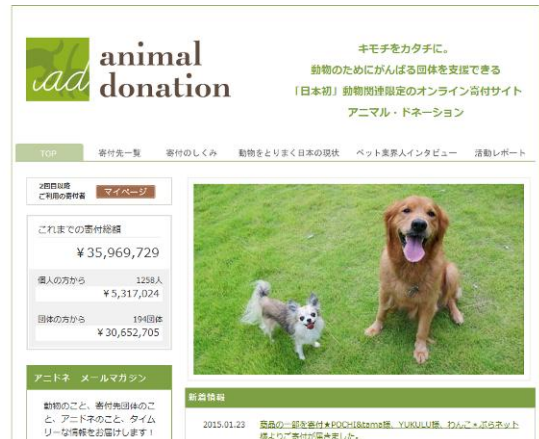 ad
animal
donation
キモチをカタチに。
動物のためにがんばる団体を支援できる
「日本初」動物関連限定のオンライン寄付サイト
アニマル・ドネーション
TOP
寄付先一覧
寄付のしくみ
動物をとりまく日本の現状
ペット業界人インタビュー
活動レポート
2回目以降
ご利用の寄付者
マイページ
これまでの寄付総額
¥35,969,729
個人の方から 1258人
¥5,317,024
団体の方から 194団体
¥30,652,705
アニドネ メールマガジン
動物のこと、寄付先団体のこ
と、アニドネのこと、タイム
リーな情報をお届けします！
新着情報
2015.01.23 商品の一部を寄付★POCHI&tama様、YUKULU様、わんこ★ぷらネット
様よりご寄付が届きました。